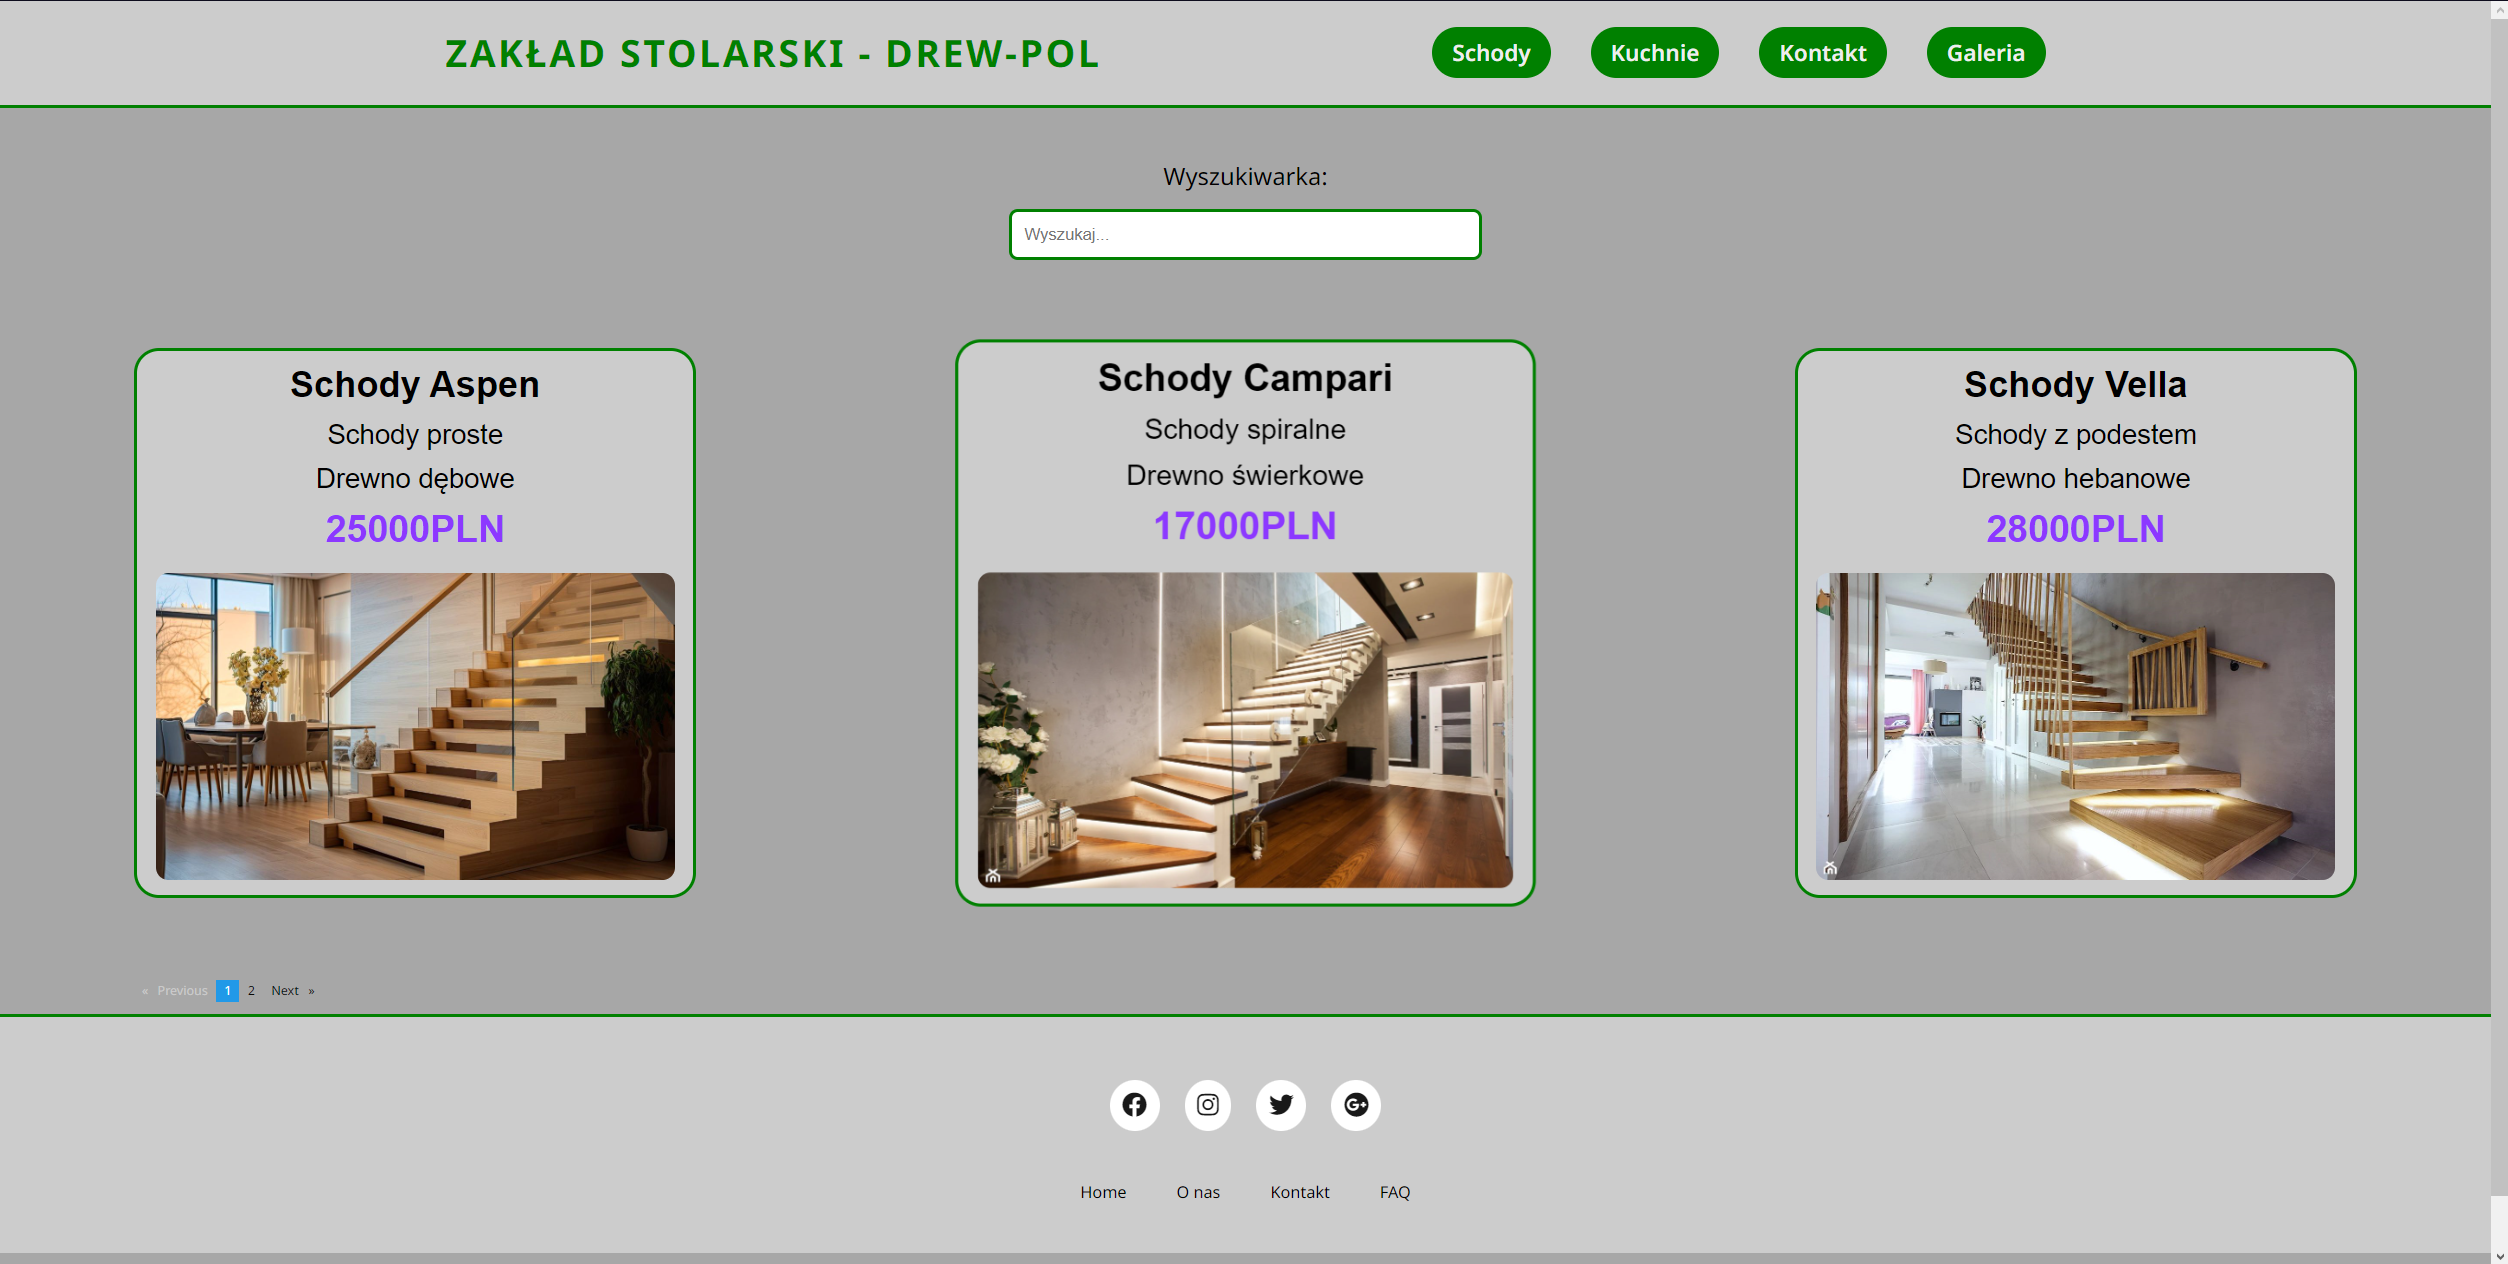 ZAKŁAD STOLARSKI - DREW-POL
Schody
Kuchnie
Kontakt
Galeria
Wyszukiwarka:
Wyszukaj...
Schody Aspen
Schody proste
Drewno dębowe
25000PLN
Schody Campari
Schody spiralne
Drewno świerkowe
17000PLN
Schody Vella
Schody z podestem
Drewno hebanowe
28000PLN
« Previous 1 2 Next »
Home
O nas
Kontakt
FAQ